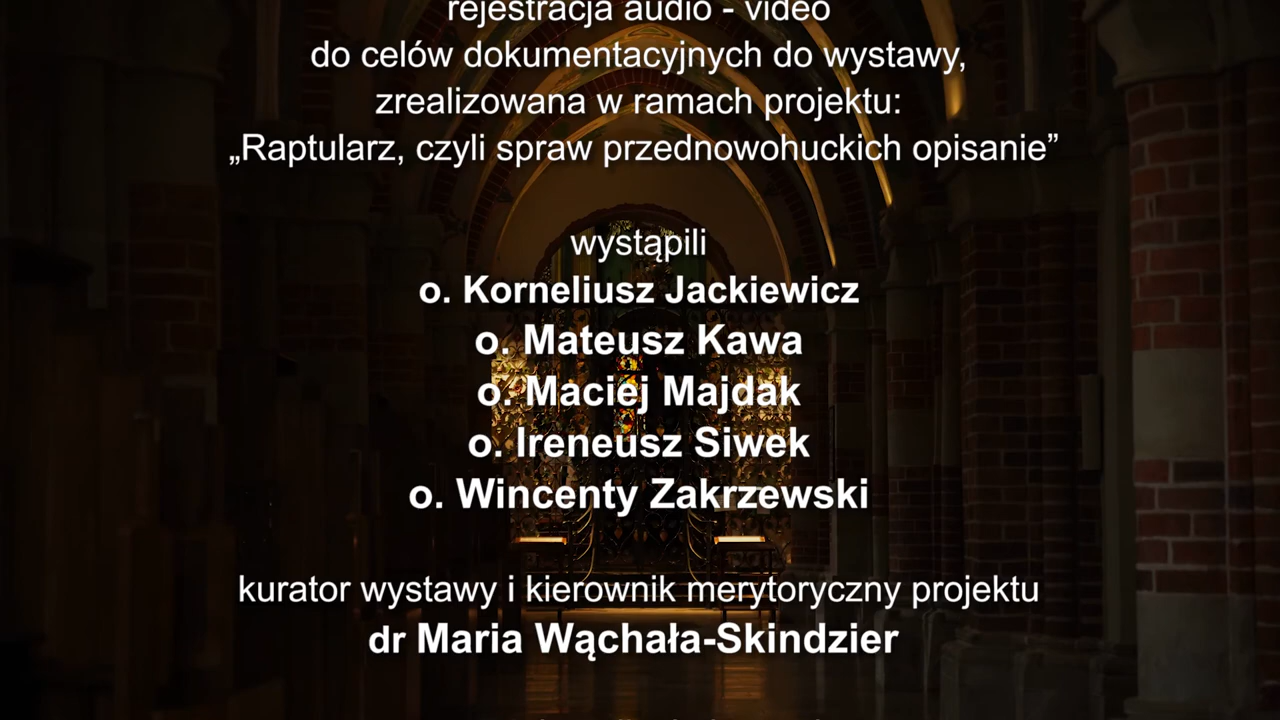 rejestracja audio - video
do celów dokumentacyjnych do wystawy,
zrealizowana w ramach projektu:
„Raptularz, czyli spraw przednowohuckich opisanie”
wystąpili
o. Korneliusz Jackiewicz
o. Mateusz Kawa
o. Maciej Majdak
o. Ireneusz Siwek
o. Wincenty Zakrzewski
kurator wystawy i kierownik merytoryczny projektu
dr Maria Wąchała-Skindzier